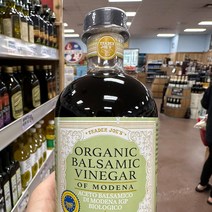 TRADER JOE'S
ORGANIC
BALSAMIC
VINEGAR
OF MODENA
ACETO BALSAMICO
DI MODENA IGP
BIOLOGICO